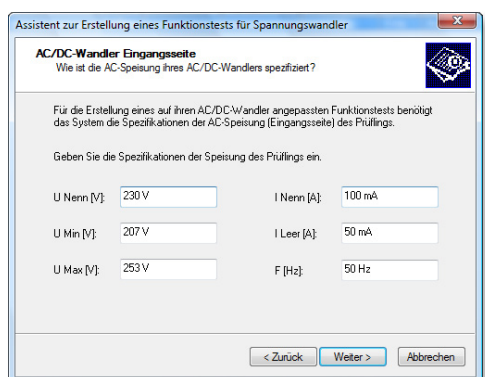 Assistent zur Erstellung eines Funktionstests für Spannungswandler
AC/DC-Wandler Eingangsseite
Wie ist die AC-Speisung ihres AC/DC-Wandlers spezifiziert?
Für die Erstellung eines auf ihren AC/DC-Wandler angepassten Funktionstests benötigt
das System die Spezifikationen der AC-Speisung (Eingangsseite) des Prüflings.
Geben Sie die Spezifikationen der Speisung des Prüflings ein.
U Nenn [V]: 230 V I Nenn [A]: 100 mA
U Min [V]: 207 V I Leer [A]: 50 mA
U Max [V]: 253 V F [Hz]: 50 Hz
< Zurück Weiter > Abbrechen